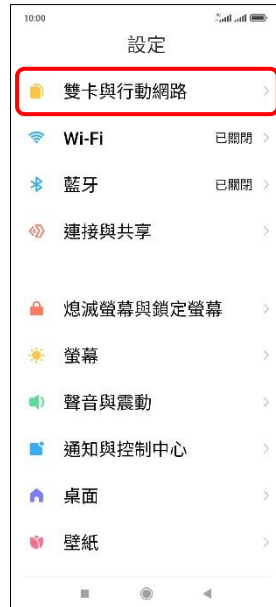 10:00
設定
雙卡與行動網路
Wi-Fi 已關閉
藍牙 已關閉
連接與共享
熄滅螢幕與鎖定螢幕
螢幕
聲音與震動
通知與控制中心
桌面
壁紙